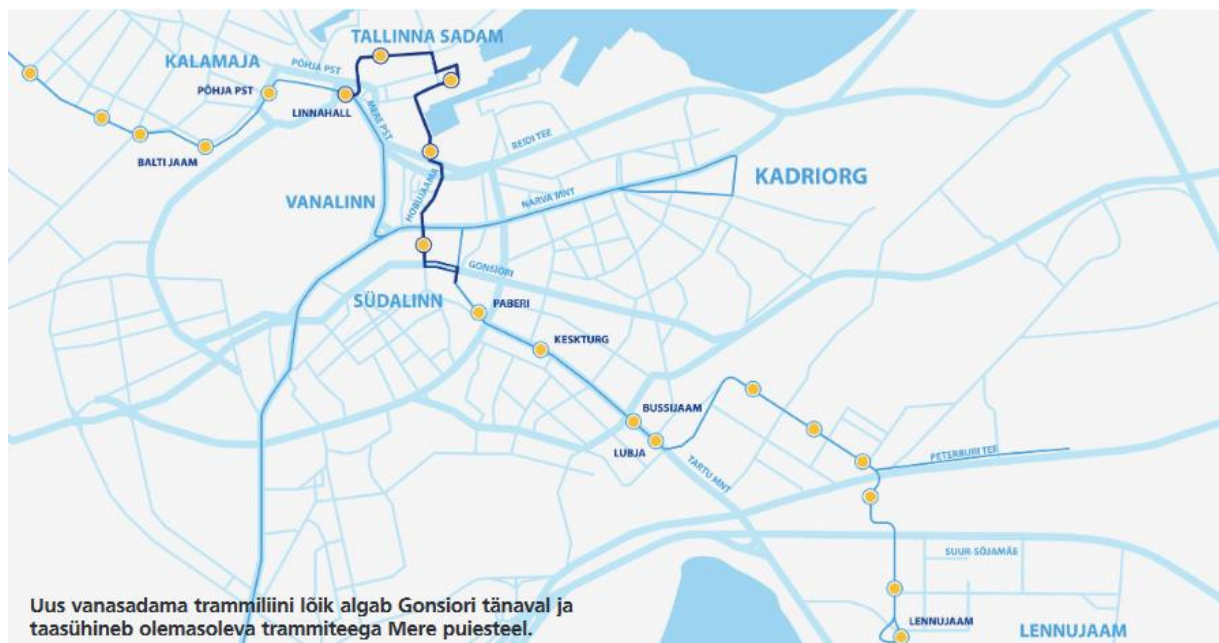 TALLINNA SADAM
KALAMAJA
PÕHJA PST
PÕHJA PST
LINNAHALL
MERE PST
BALTI JAAM
REIDI TEE
HOBUJAAMA
KADRIORG
NARVA MNT
VANALINN
GONSIORI
SÜDALINN
PABERI
KESKTURG
BUSSIJAAM
LUBJA
TARTU MNT
PETERBURI TEE
SUUR-SÕJAMÄE
LENNUJAAM
LENNUJAAM
Uus vanasadama trammiliini lõik algab Gonsiori tänaval ja
taasühineb olemasoleva trammiteega Mere puiesteel.